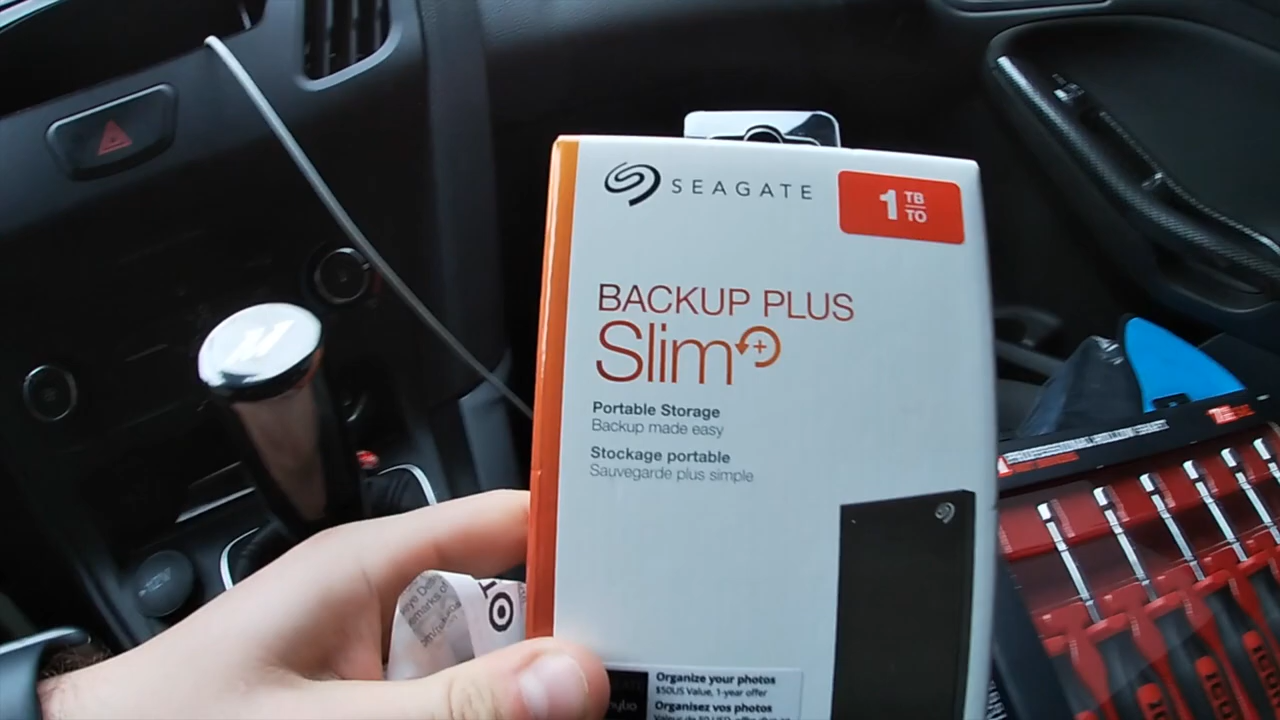 SEAGATE
1 TB
TO
BACKUP PLUS
Slim
Portable Storage
Backup made easy
Stockage portable
Sauvegarde plus simple
Organize your photos
$50US Value, 1-year offer
Organisez vos photos